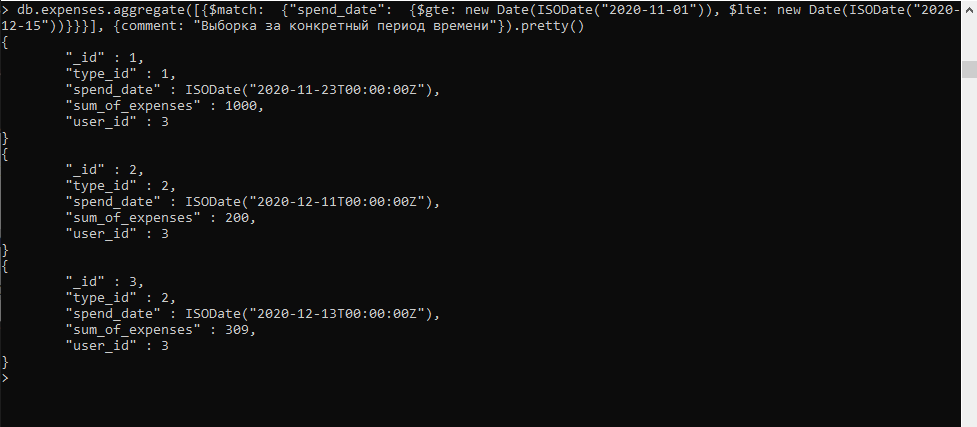 > db.expenses.aggregate([{$match:  {"spend_date":  {$gte: new Date(ISODate("2020-11-01")), $lte: new Date(ISODate("2020-
12-15"))}}}], {comment: "Выборка за конкретный период времени"}).pretty()
{
        "_id" : 1,
        "type_id" : 1,
        "spend_date" : ISODate("2020-11-23T00:00:00Z"),
        "sum_of_expenses" : 1000,
        "user_id" : 3
}
{
        "_id" : 2,
        "type_id" : 2,
        "spend_date" : ISODate("2020-12-11T00:00:00Z"),
        "sum_of_expenses" : 200,
        "user_id" : 3
}
{
        "_id" : 3,
        "type_id" : 2,
        "spend_date" : ISODate("2020-12-13T00:00:00Z"),
        "sum_of_expenses" : 309,
        "user_id" : 3
}
>